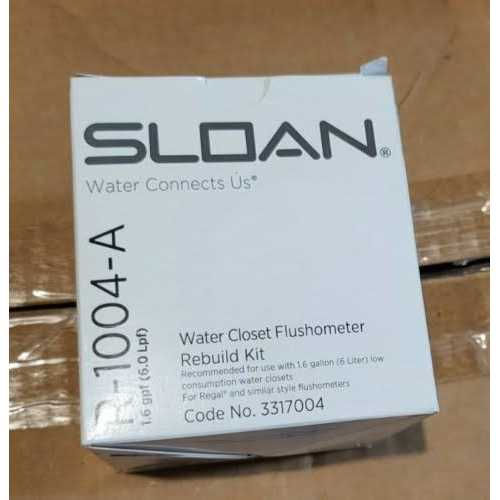 SLOAN®
Water Connects Us®
R-1004-A
1.6 gpf (6.0 Lpf)
Water Closet Flushometer
Rebuild Kit
Recommended for use with 1.6 gallon (6 Liter) low
consumption water closets
For Regal® and similar style flushometers
Code No. 3317004